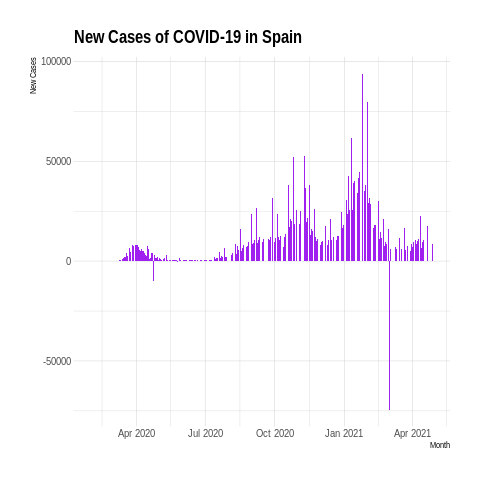 New Cases of COVID-19 in Spain
New Cases
100000
50000
0
-50000
Apr 2020 Jul 2020 Oct 2020 Jan 2021 Apr 2021
Month